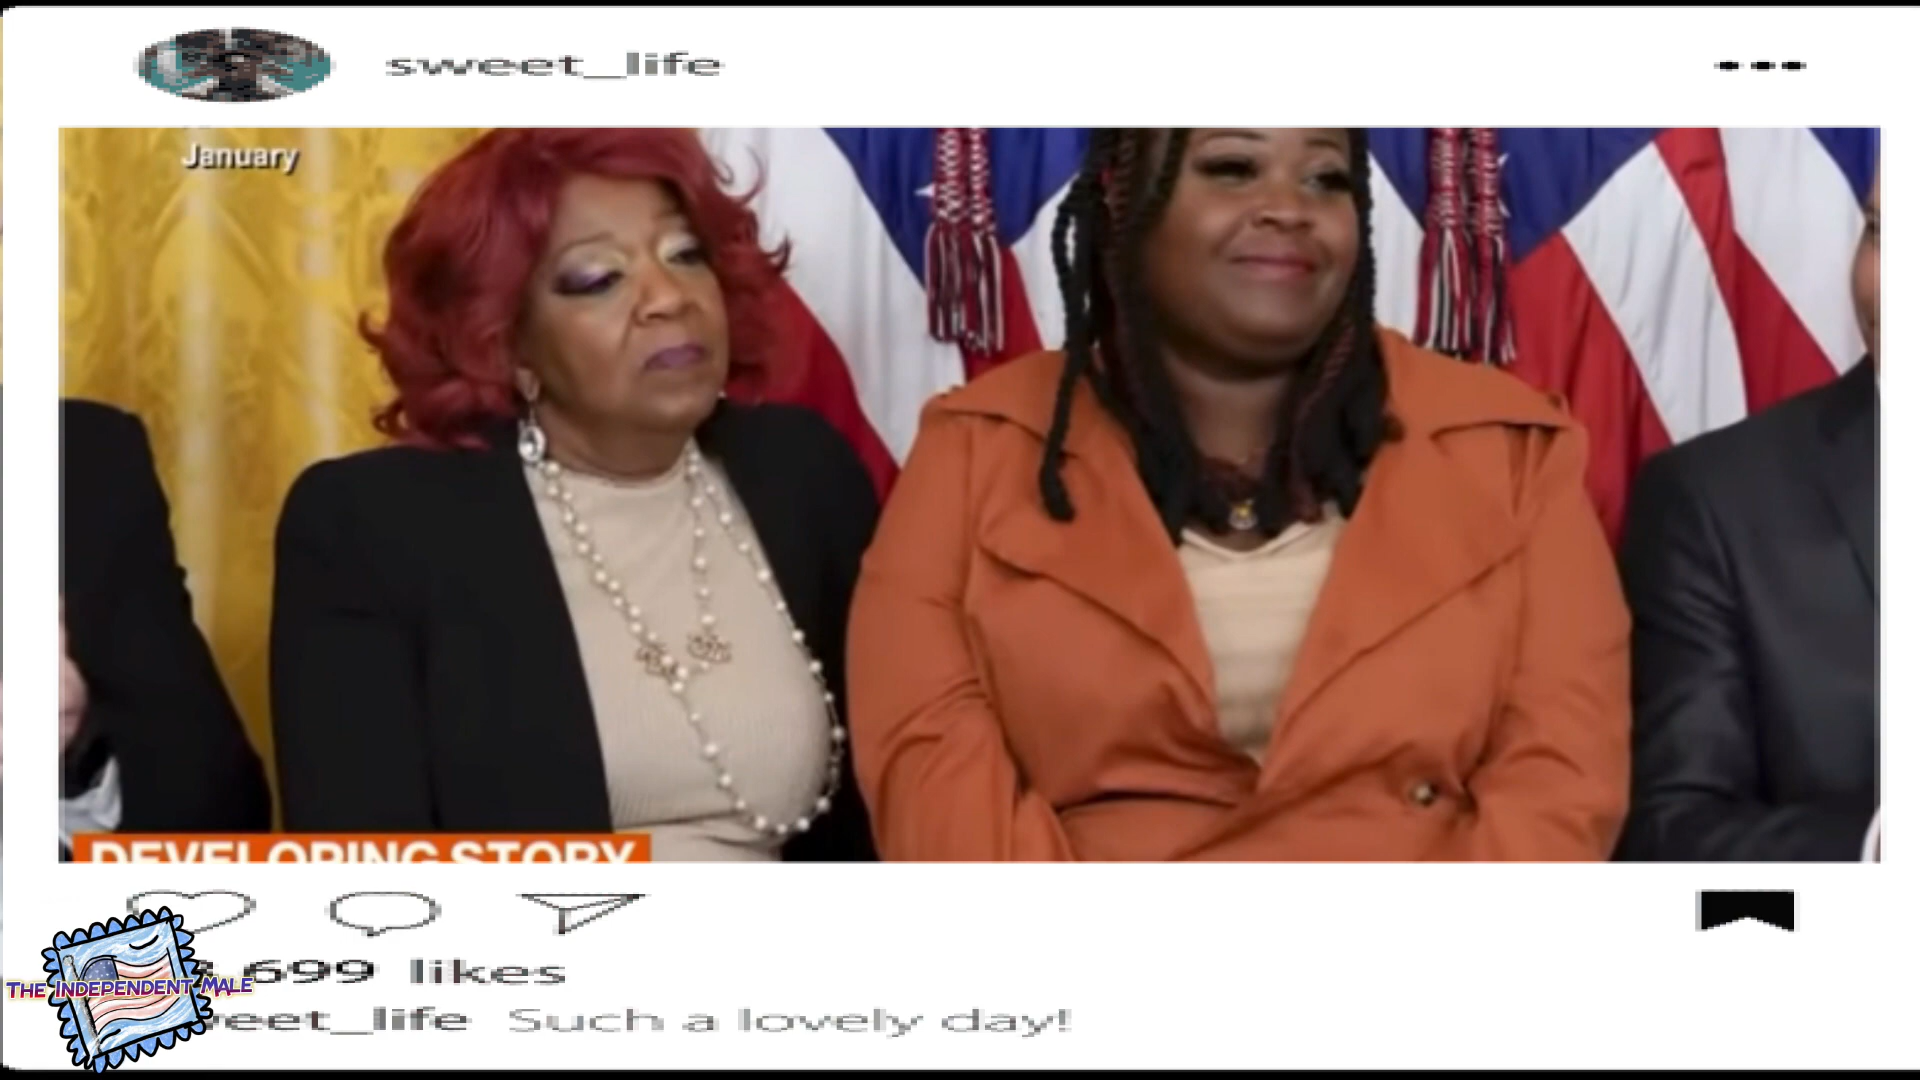 sweet_life
January
DEVELOPING STORY
699 likes
eet_life Such a lovely day!
THE INDEPENDENT MALE